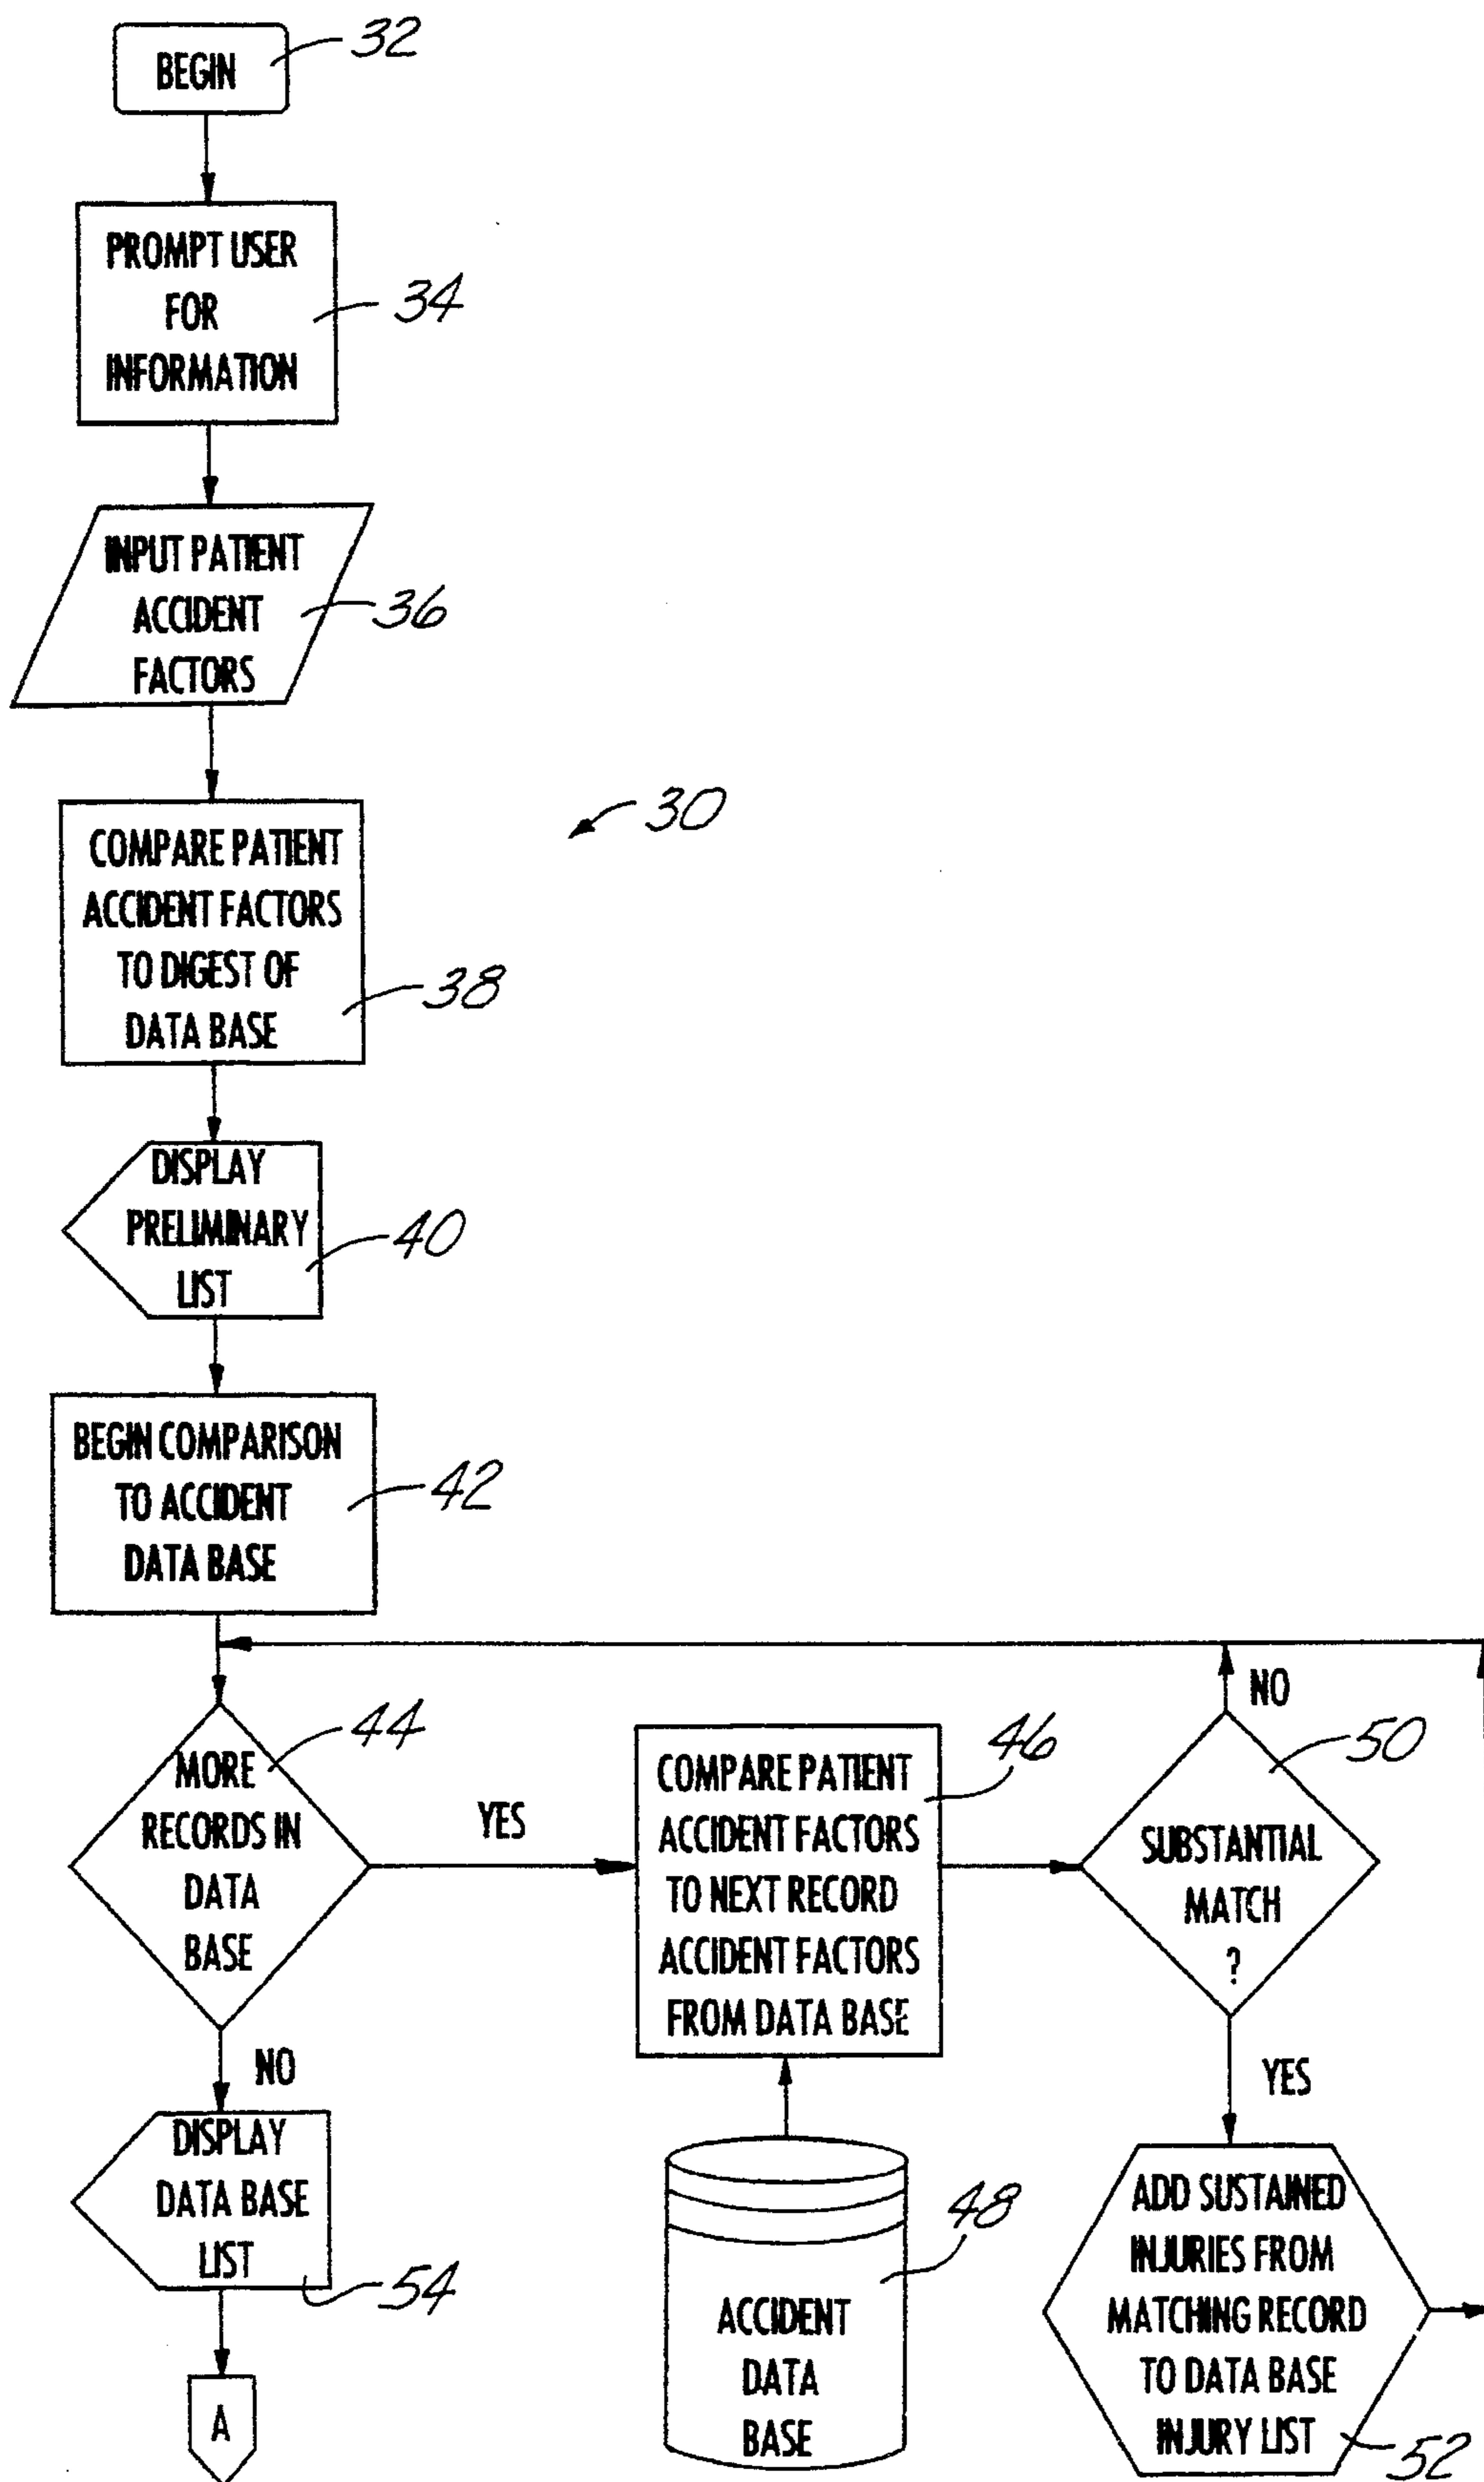 BEGIN
32
PROMPT USER
FOR
INFORMATION
34
INPUT PATIENT
ACCIDENT
FACTORS
36
30
COMPARE PATIENT
ACCIDENT FACTORS
TO DIGEST OF
DATA BASE
38
DISPLAY
PRELIMINARY
LIST
40
BEGIN COMPARISON
TO ACCIDENT
DATA BASE
42
MORE
RECORDS IN
DATA
BASE
44
YES
COMPARE PATIENT
ACCIDENT FACTORS
TO NEXT RECORD
ACCIDENT FACTORS
FROM DATA BASE
46
SUBSTANTIAL
MATCH
?
50
NO
YES
NO
DISPLAY
DATA BASE
LIST
54
A
ACCIDENT
DATA
BASE
48
ADD SUSTAINED
INJURIES FROM
MATCHING RECORD
TO DATA BASE
INJURY LIST
52